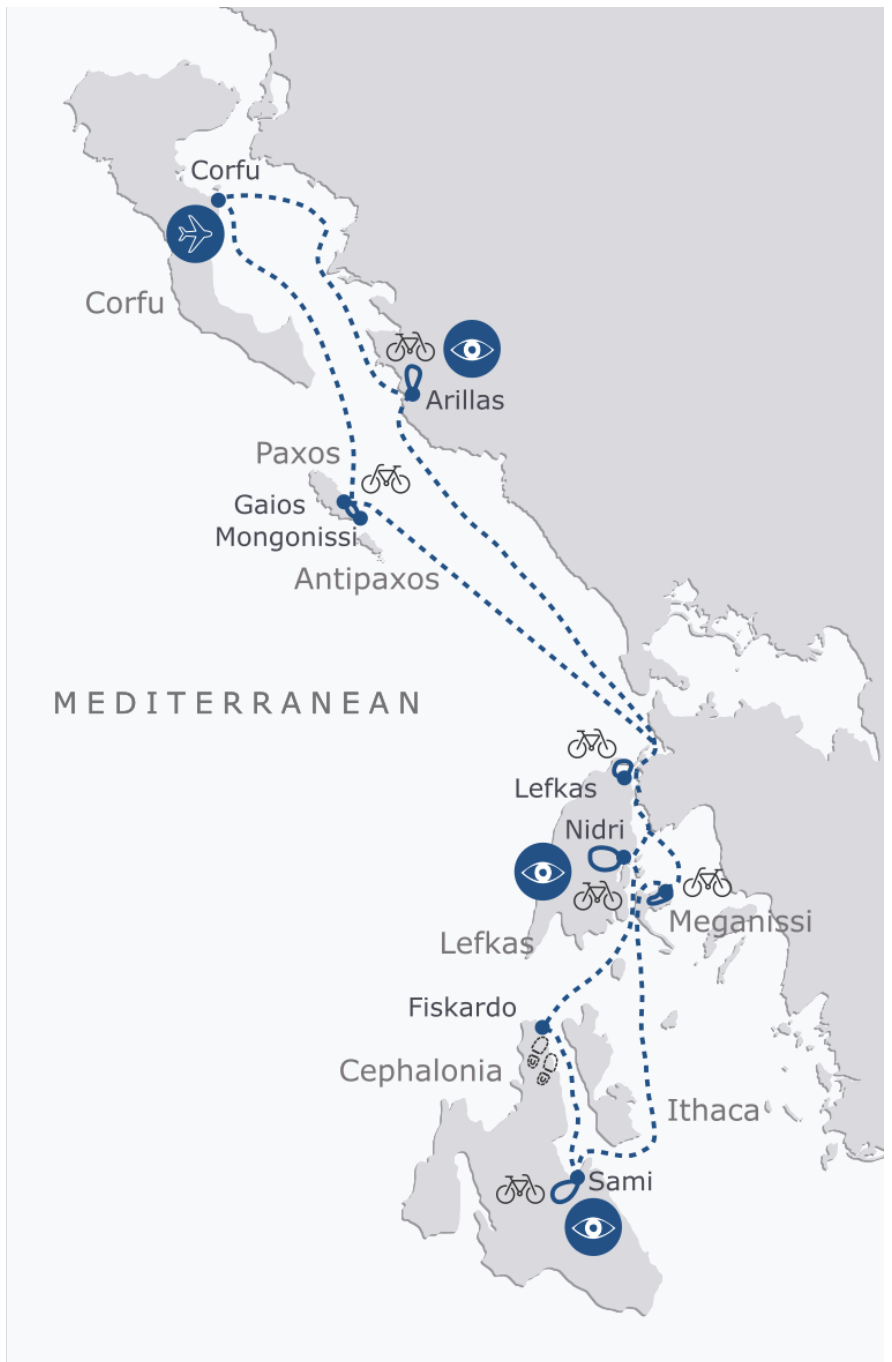 Corfu
Corfu
Arillas
Paxos
Gaios
Mongonissi
Antipaxos
MEDITERRANEAN
Lefkas
Nidri
Meganissi
Lefkas
Fiskardo
Cephalonia
Ithaca
Sami